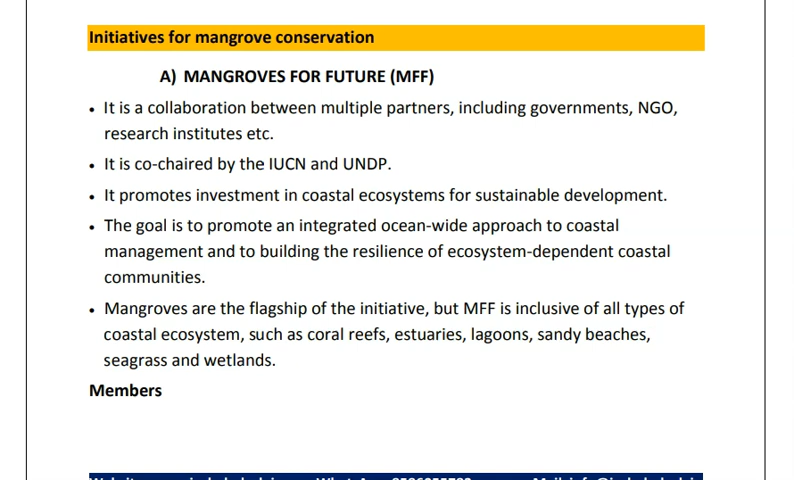 Initiatives for mangrove conservation
A) MANGROVES FOR FUTURE (MFF)
• It is a collaboration between multiple partners, including governments, NGO,
research institutes etc.
• It is co-chaired by the IUCN and UNDP.
• It promotes investment in coastal ecosystems for sustainable development.
• The goal is to promote an integrated ocean-wide approach to coastal
management and to building the resilience of ecosystem-dependent coastal
communities.
• Mangroves are the flagship of the initiative, but MFF is inclusive of all types of
coastal ecosystem, such as coral reefs, estuaries, lagoons, sandy beaches,
seagrass and wetlands.
Members